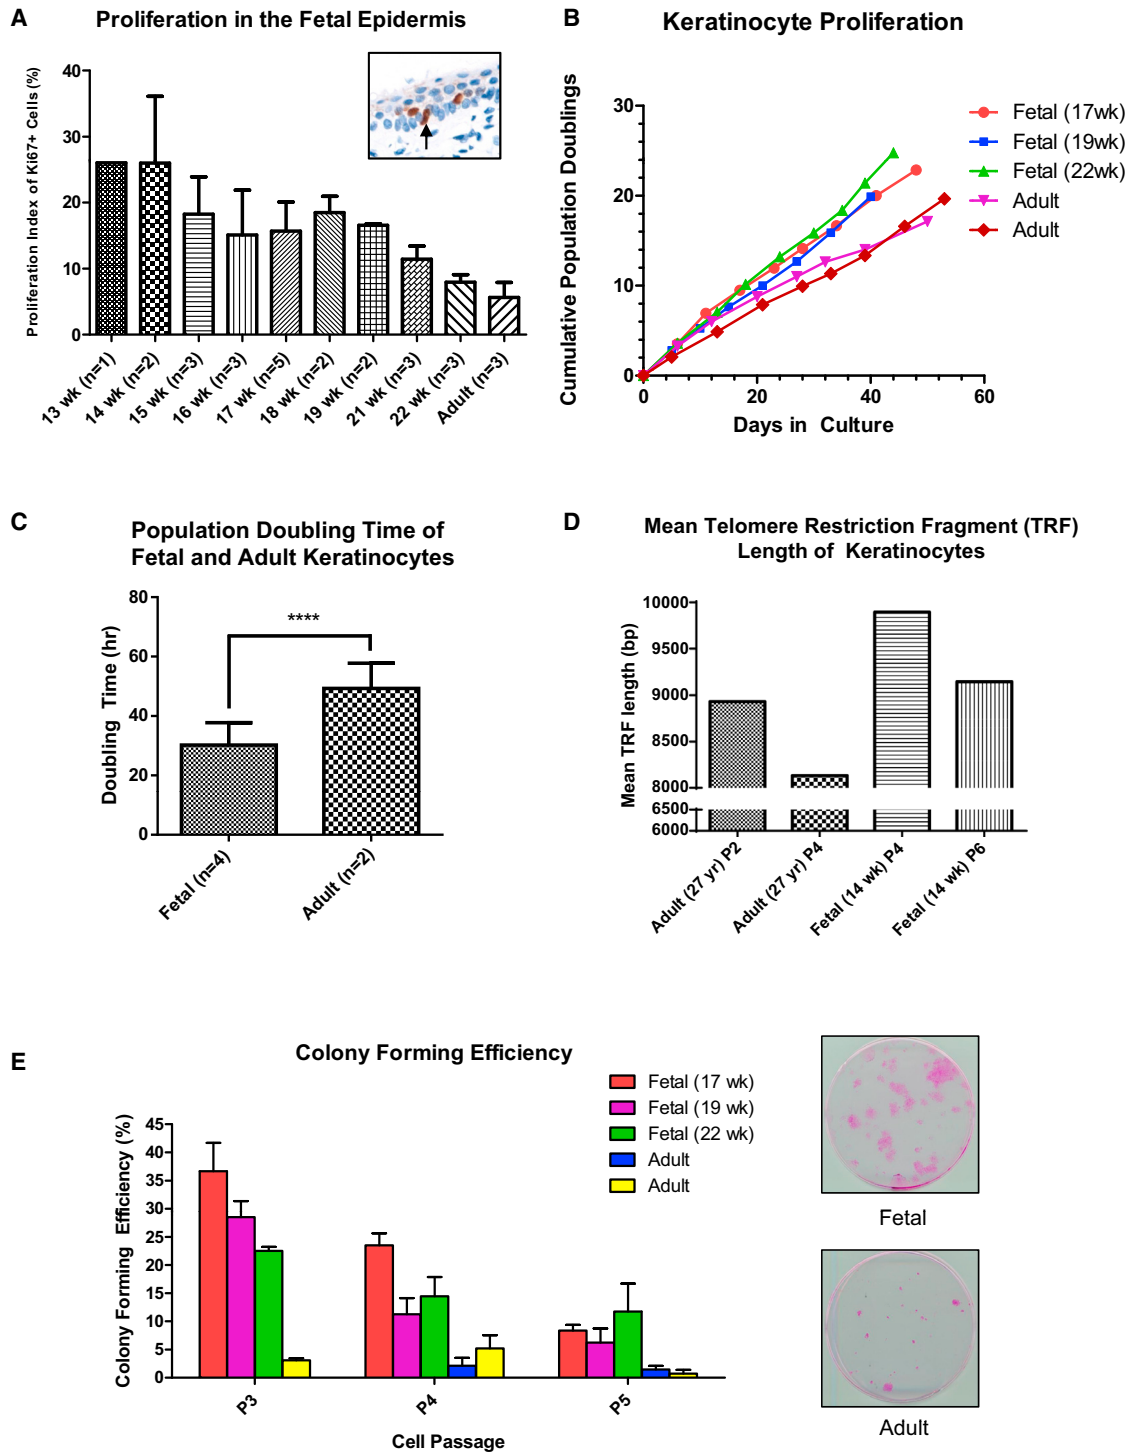 A
Proliferation in the Fetal Epidermis
Proliferation Index of KI67+ Cells (%)
40
30
20
10
0
13 wk (n=1)
14 wk (n=2)
15 wk (n=3)
16 wk (n=3)
17 wk (n=5)
18 wk (n=2)
19 wk (n=2)
21 wk (n=3)
22 wk (n=3)
Adult (n=3)
B
Keratinocyte Proliferation
Cumulative Population Doublings
30
20
10
0
0
20
40
60
Days in Culture
Fetal (17wk)
Fetal (19wk)
Fetal (22wk)
Adult
Adult
C
Population Doubling Time of
Fetal and Adult Keratinocytes
Doubling Time (hr)
80
60
40
20
0
****
Fetal (n=4)
Adult (n=2)
D
Mean Telomere Restriction Fragment (TRF)
Length of Keratinocytes
Mean TRF length (bp)
10000
9500
9000
8500
8000
6500
6000
Adult (27 yr) P2
Adult (27 yr) P4
Fetal (14 wk) P4
Fetal (14 wk) P6
E
Colony Forming Efficiency
Colony Forming Efficiency (%)
45
40
35
30
25
20
15
10
5
0
P3
P4
P5
Cell Passage
Fetal (17 wk)
Fetal (19 wk)
Fetal (22 wk)
Adult
Adult
Fetal
Adult